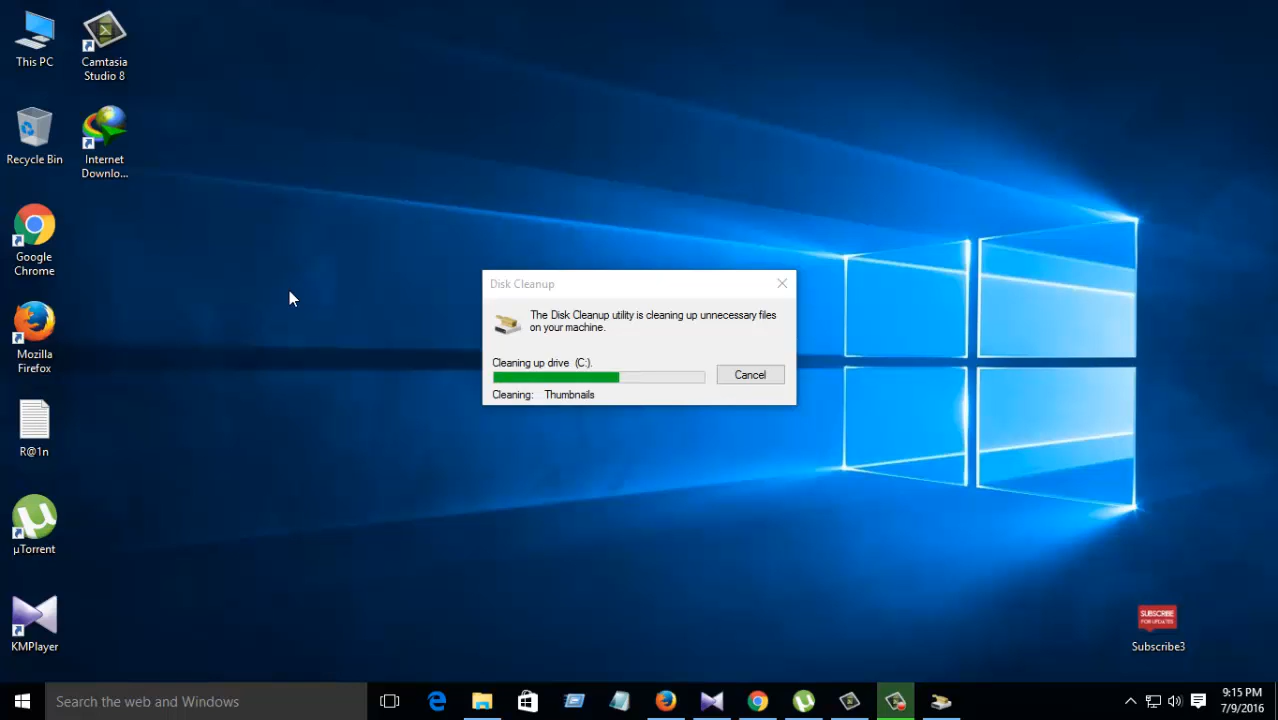 This PC
Camtasia
Studio 8
Recycle Bin
Internet
Downlo...
Google
Chrome
Mozilla
Firefox
R@1n
µ
µTorrent
KMPlayer
Disk Cleanup
The Disk Cleanup utility is cleaning up unnecessary files
on your machine.
Cleaning up drive (C:).
Cancel
Cleaning: Thumbnails
SUBSCRIBE
FOR UPDATES
Subscribe3
Search the web and Windows
9:15 PM
7/9/2016